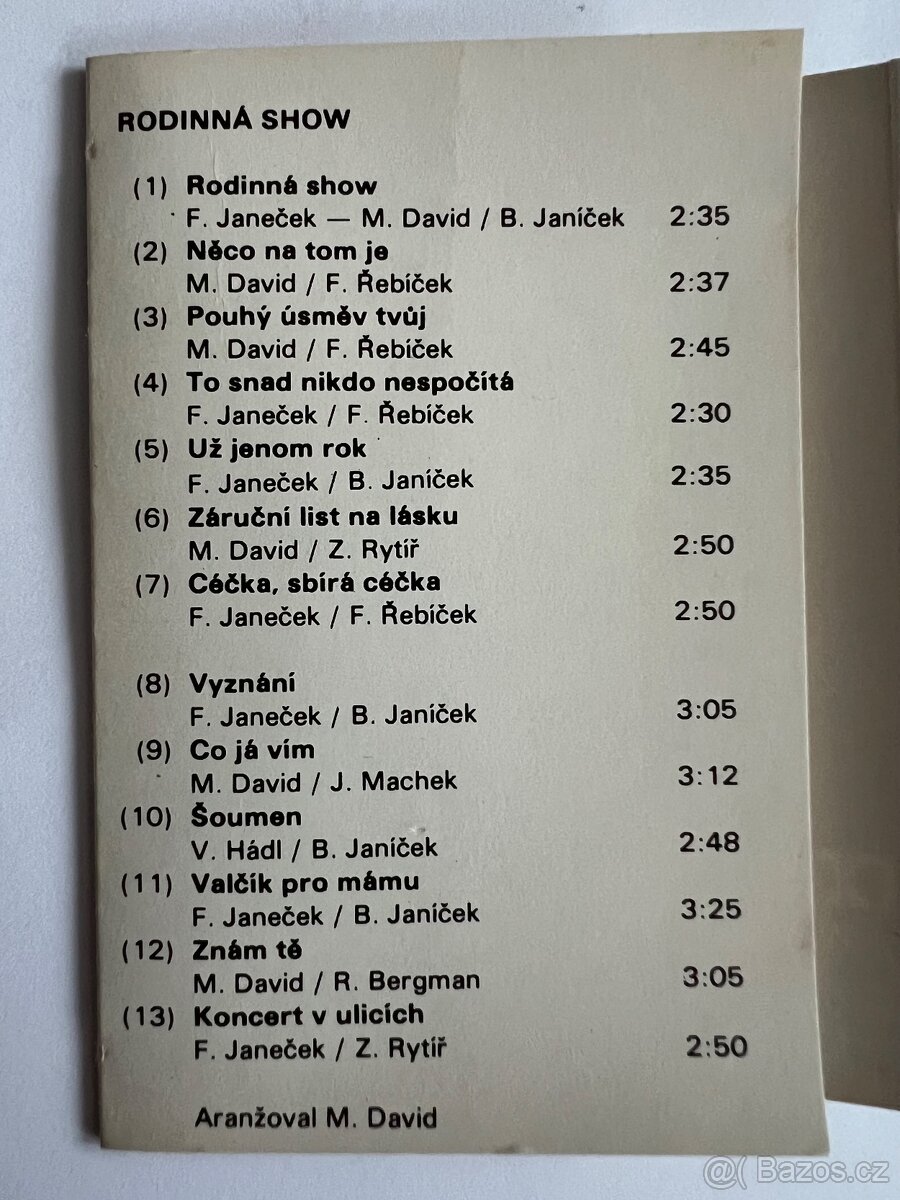 RODINNÁ SHOW
(1) Rodinná show
F. Janeček — M. David / B. Janíček 2:35
(2) Něco na tom je
M. David / F. Řebíček 2:37
(3) Pouhý úsměv tvůj
M. David / F. Řebíček 2:45
(4) To snad nikdo nespočítá
F. Janeček / F. Řebíček 2:30
(5) Už jenom rok
F. Janeček / B. Janíček 2:35
(6) Záruční list na lásku
M. David / Z. Rytíř 2:50
(7) Céčka, sbírá céčka
F. Janeček / F. Řebíček 2:50
(8) Vyznání
F. Janeček / B. Janíček 3:05
(9) Co já vím
M. David / J. Machek 3:12
(10) Šoumen
V. Hádl / B. Janíček 2:48
(11) Valčík pro mámu
F. Janeček / B. Janíček 3:25
(12) Znám tě
M. David / R. Bergman 3:05
(13) Koncert v ulicích
F. Janeček / Z. Rytíř 2:50
Aranžoval M. David
@( Bazos.cz